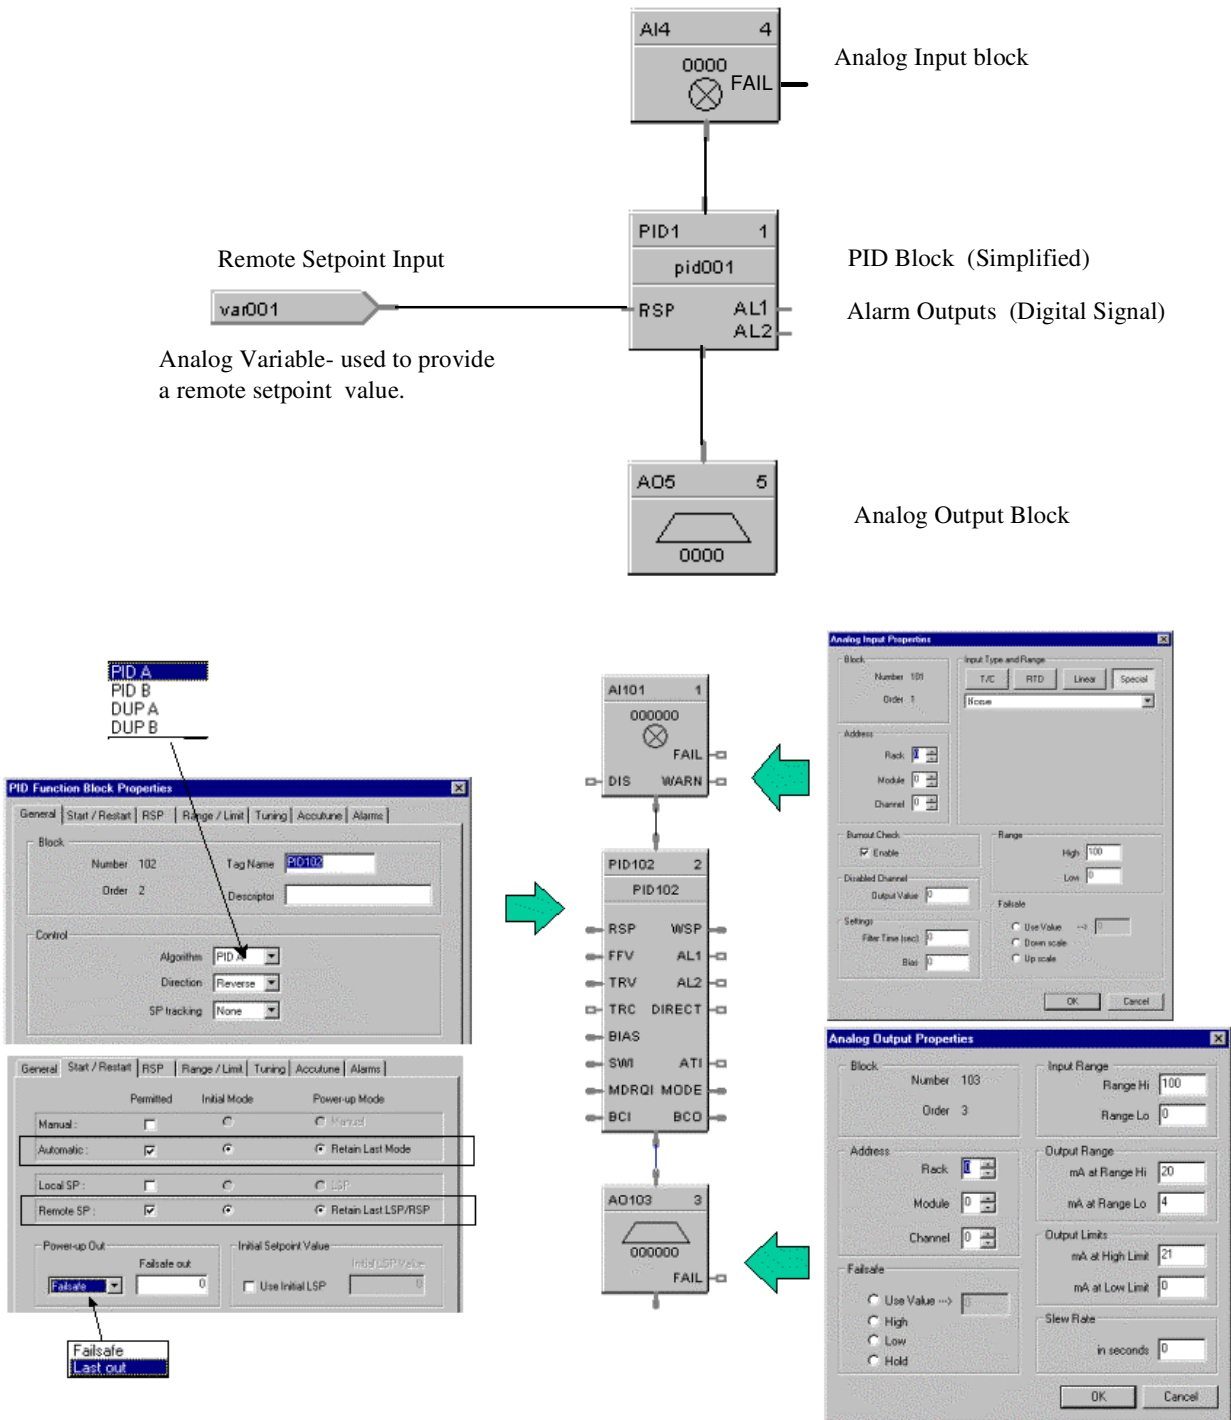 AI4 4
0000
FAIL
Analog Input block
PID1 1
pid001
RSP AL1
AL2
Remote Setpoint Input
var001
Analog Variable- used to provide
a remote setpoint value.
PID Block (Simplified)
Alarm Outputs (Digital Signal)
AO5 5
0000
Analog Output Block
PID A
PID B
DUP A
DUP B
PID Function Block Properties
General Start / Restart RSP Range / Limit Tuning Accutune Alarms
Block
Number 102 Tag Name PID102
Order 2 Descriptor
Control
Algorithm PID A
Direction Reverse
SP tracking None
General Start / Restart RSP Range / Limit Tuning Accutune Alarms
Permitted Initial Mode Power-up Mode
Manual : Manual
Automatic : Retain Last Mode
Local SP : LSP
Remote SP : Retain Last LSP/RSP
Power-up Out
Failsafe out
Failsafe 0
Initial Setpoint Value
Initial LSP Value
Use Initial LSP 0
Failsafe
Last out
AI101 1
000000
FAIL
DIS WARN
PID102 2
PID102
RSP WSP
FFV AL1
TRV AL2
TRC DIRECT
BIAS
SWI ATI
MDRQI MODE
BCI BCO
AO103 3
000000
FAIL
Analog Input Properties
Block
Number 101
Order 1
Input Type and Range
T/C RTD Linear Special
None
Address
Rack 0
Module 0
Channel 0
Burnout Check
Enable
Disabled Channel
Output Value 0
Settings
Filter Time (sec) 0
Bias 0
Range
High 100
Low 0
Failsafe
Use Value --> 0
Down scale
Up scale
OK Cancel
Analog Output Properties
Block
Number 103
Order 3
Address
Rack 0
Module 0
Channel 0
Failsafe
Use Value ---> 0
High
Low
Hold
Input Range
Range Hi 100
Range Lo 0
Output Range
mA at Range Hi 20
mA at Range Lo 4
Output Limits
mA at High Limit 21
mA at Low Limit 0
Slew Rate
in seconds 0
OK Cancel